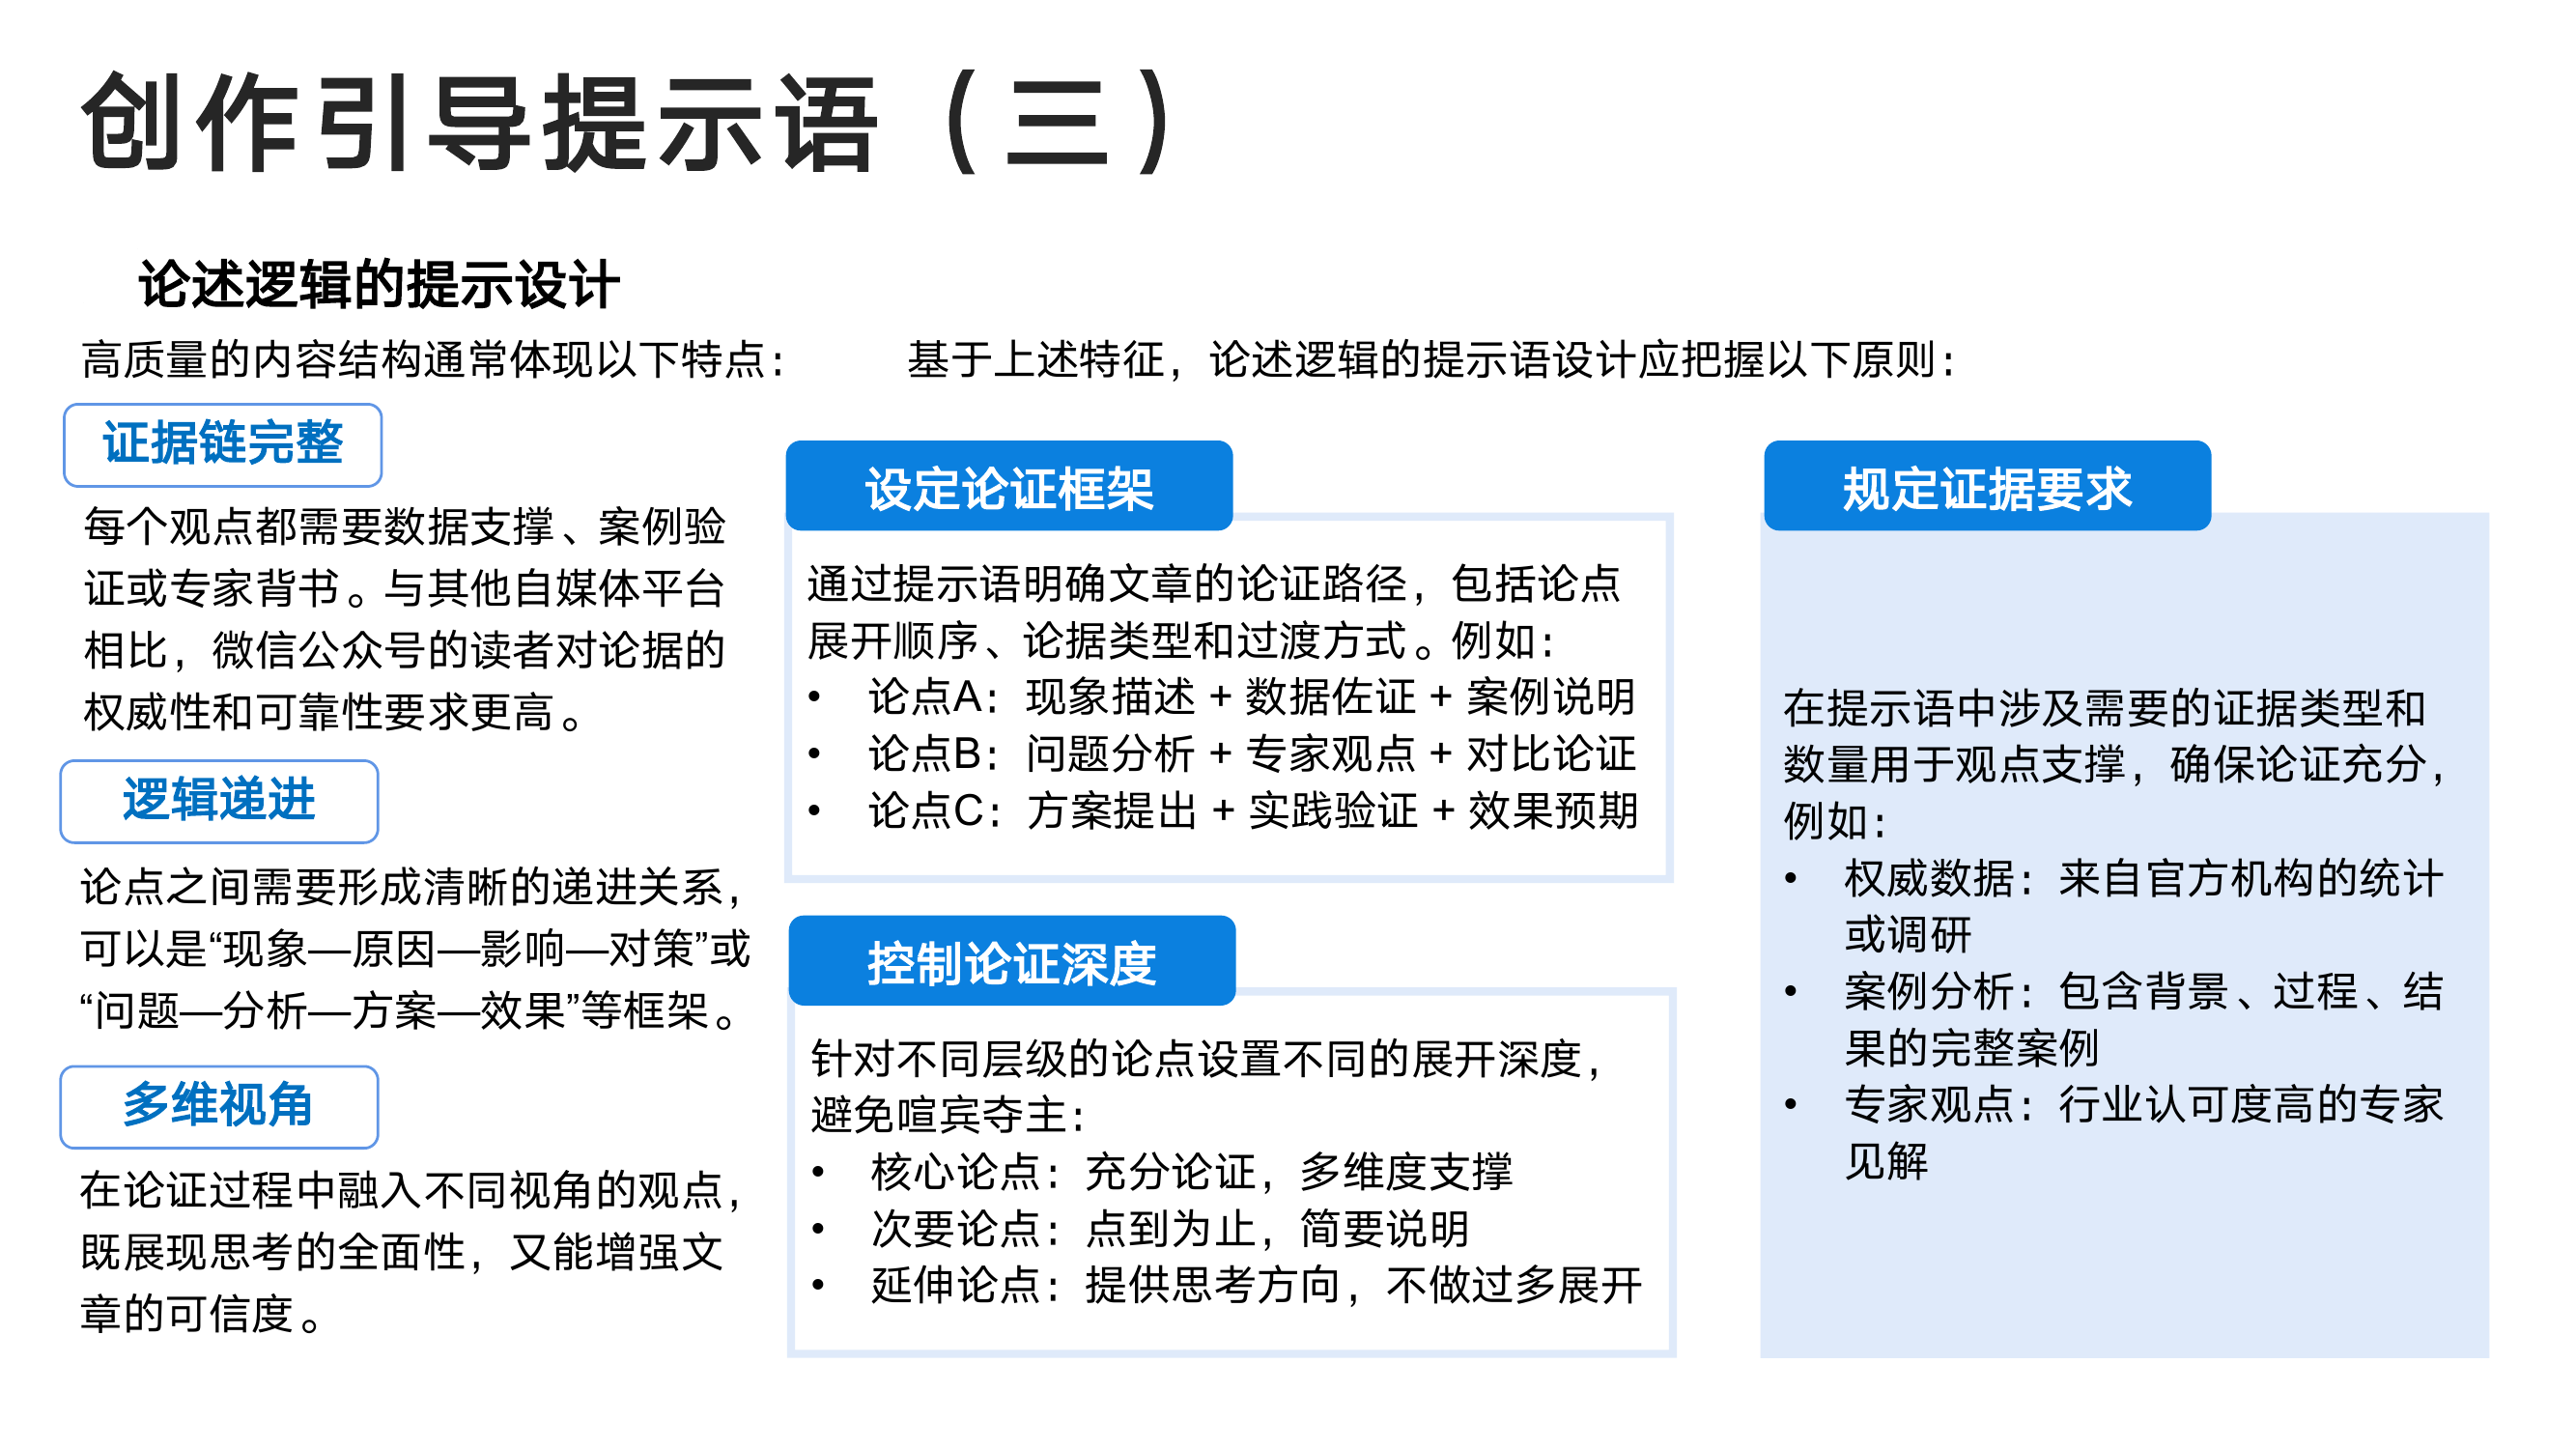 创作引导提示语（三）
论述逻辑的提示设计
高质量的内容结构通常体现以下特点：
证据链完整
每个观点都需要数据支撑、案例验
证或专家背书。与其他自媒体平台
相比，微信公众号的读者对论据的
权威性和可靠性要求更高。
逻辑递进
论点之间需要形成清晰的递进关系，
可以是“现象—原因—影响—对策”或
“问题—分析—方案—效果”等框架。
多维视角
在论证过程中融入不同视角的观点，
既展现思考的全面性，又能增强文
章的可信度。
基于上述特征，论述逻辑的提示语设计应把握以下原则：
设定论证框架
通过提示语明确文章的论证路径，包括论点
展开顺序、论据类型和过渡方式。例如：
• 论点A：现象描述 + 数据佐证 + 案例说明
• 论点B：问题分析 + 专家观点 + 对比论证
• 论点C：方案提出 + 实践验证 + 效果预期
控制论证深度
针对不同层级的论点设置不同的展开深度，
避免喧宾夺主：
• 核心论点：充分论证，多维度支撑
• 次要论点：点到为止，简要说明
• 延伸论点：提供思考方向，不做过多展开
规定证据要求
在提示语中涉及需要的证据类型和
数量用于观点支撑，确保论证充分，
例如：
• 权威数据：来自官方机构的统计
或调研
• 案例分析：包含背景、过程、结
果的完整案例
• 专家观点：行业认可度高的专家
见解